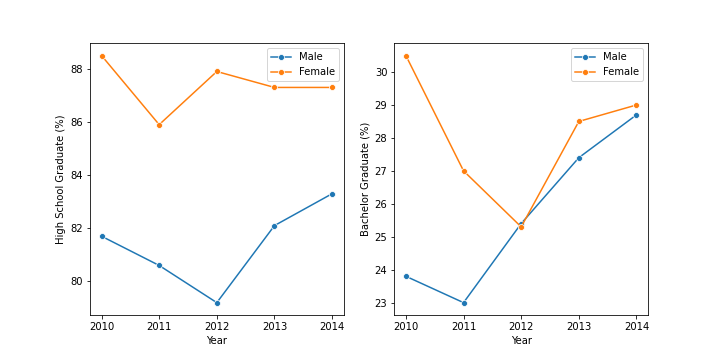 High School Graduate (%)
88
86
84
82
80
Male
Female
2010 2011 2012 2013 2014
Year
Bachelor Graduate (%)
30
29
28
27
26
25
24
23
Male
Female
2010 2011 2012 2013 2014
Year